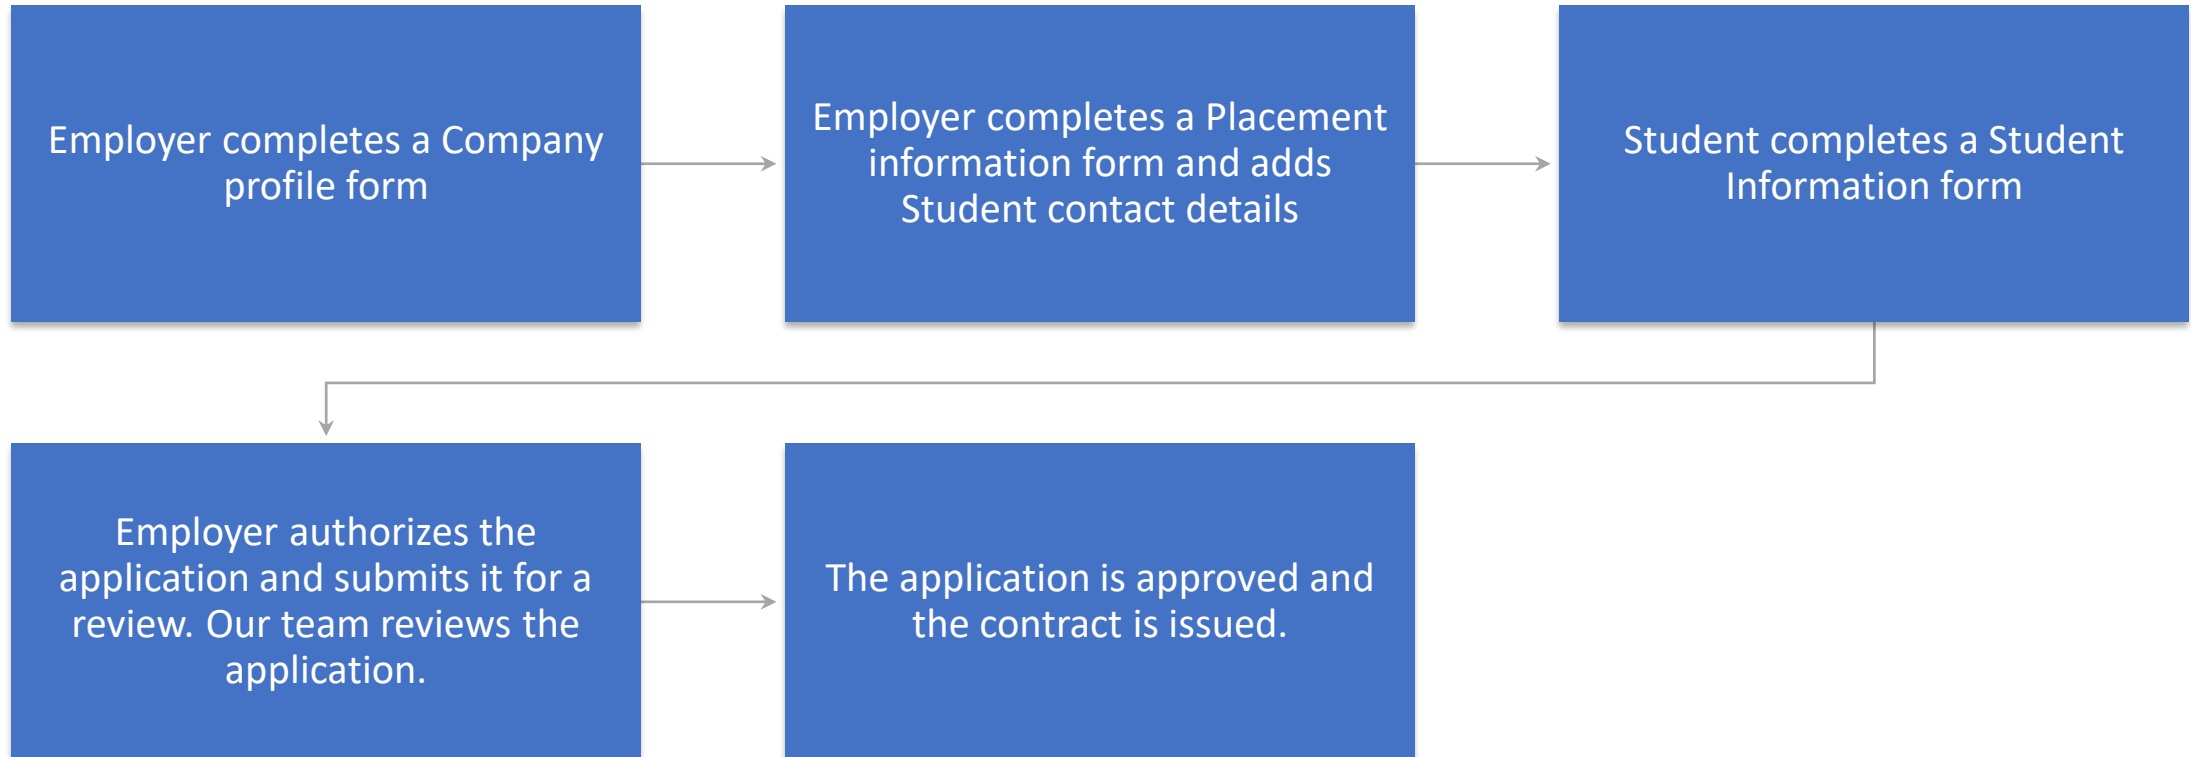 Employer completes a Company
profile form
Employer completes a Placement
information form and adds
Student contact details
Student completes a Student
Information form
Employer authorizes the
application and submits it for a
review. Our team reviews the
application.
The application is approved and
the contract is issued.